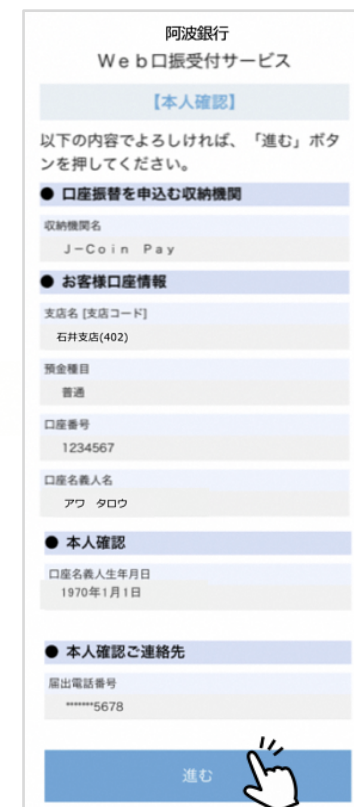 阿波銀行
Ｗｅｂ口振受付サービス
【本人確認】
以下の内容でよろしければ、「進む」ボタ
ンを押してください。
● 口座振替を申込む収納機関
収納機関名
Ｊ−Ｃｏｉｎ　Ｐａｙ
● お客様口座情報
支店名 [支店コード]
石井支店(402)
預金種目
普通
口座番号
1234567
口座名義人名
アワ　タロウ
● 本人確認
口座名義人生年月日
1970年1月1日
● 本人確認ご連絡先
届出電話番号
*******5678
進む